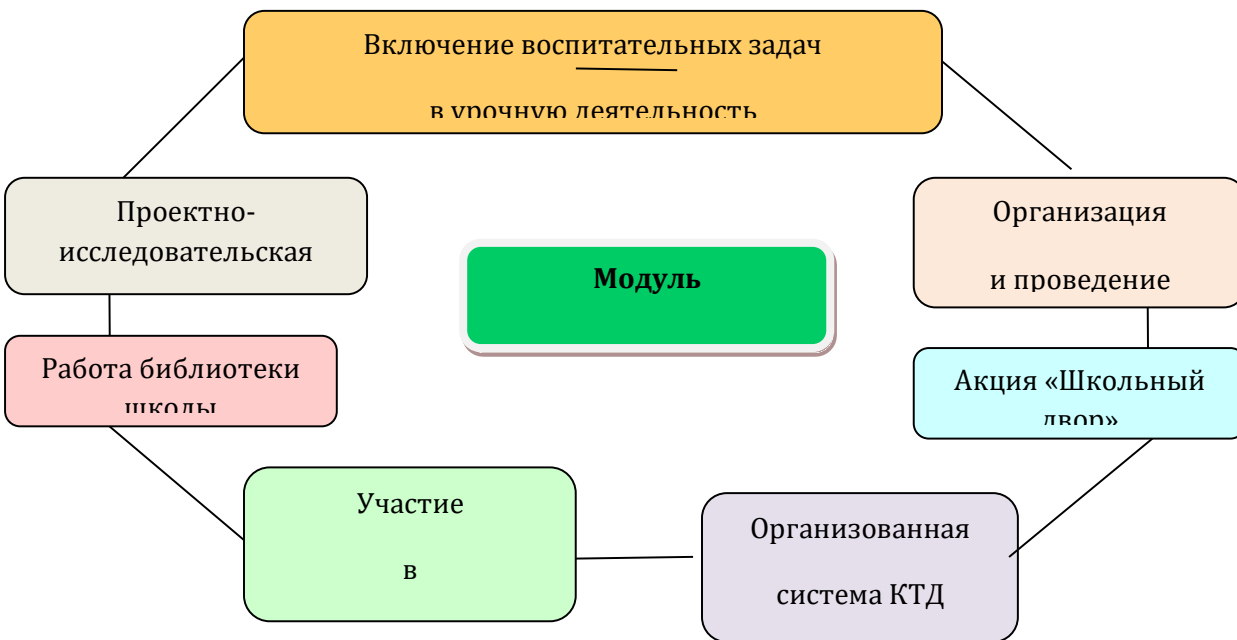 Включение воспитательных задач
в урочную деятельность
Проектно-
исследовательская
Организация
и проведение
Модуль
Работа библиотеки
школы
Акция «Школьный
двор»
Участие
в
Организованная
система КТД